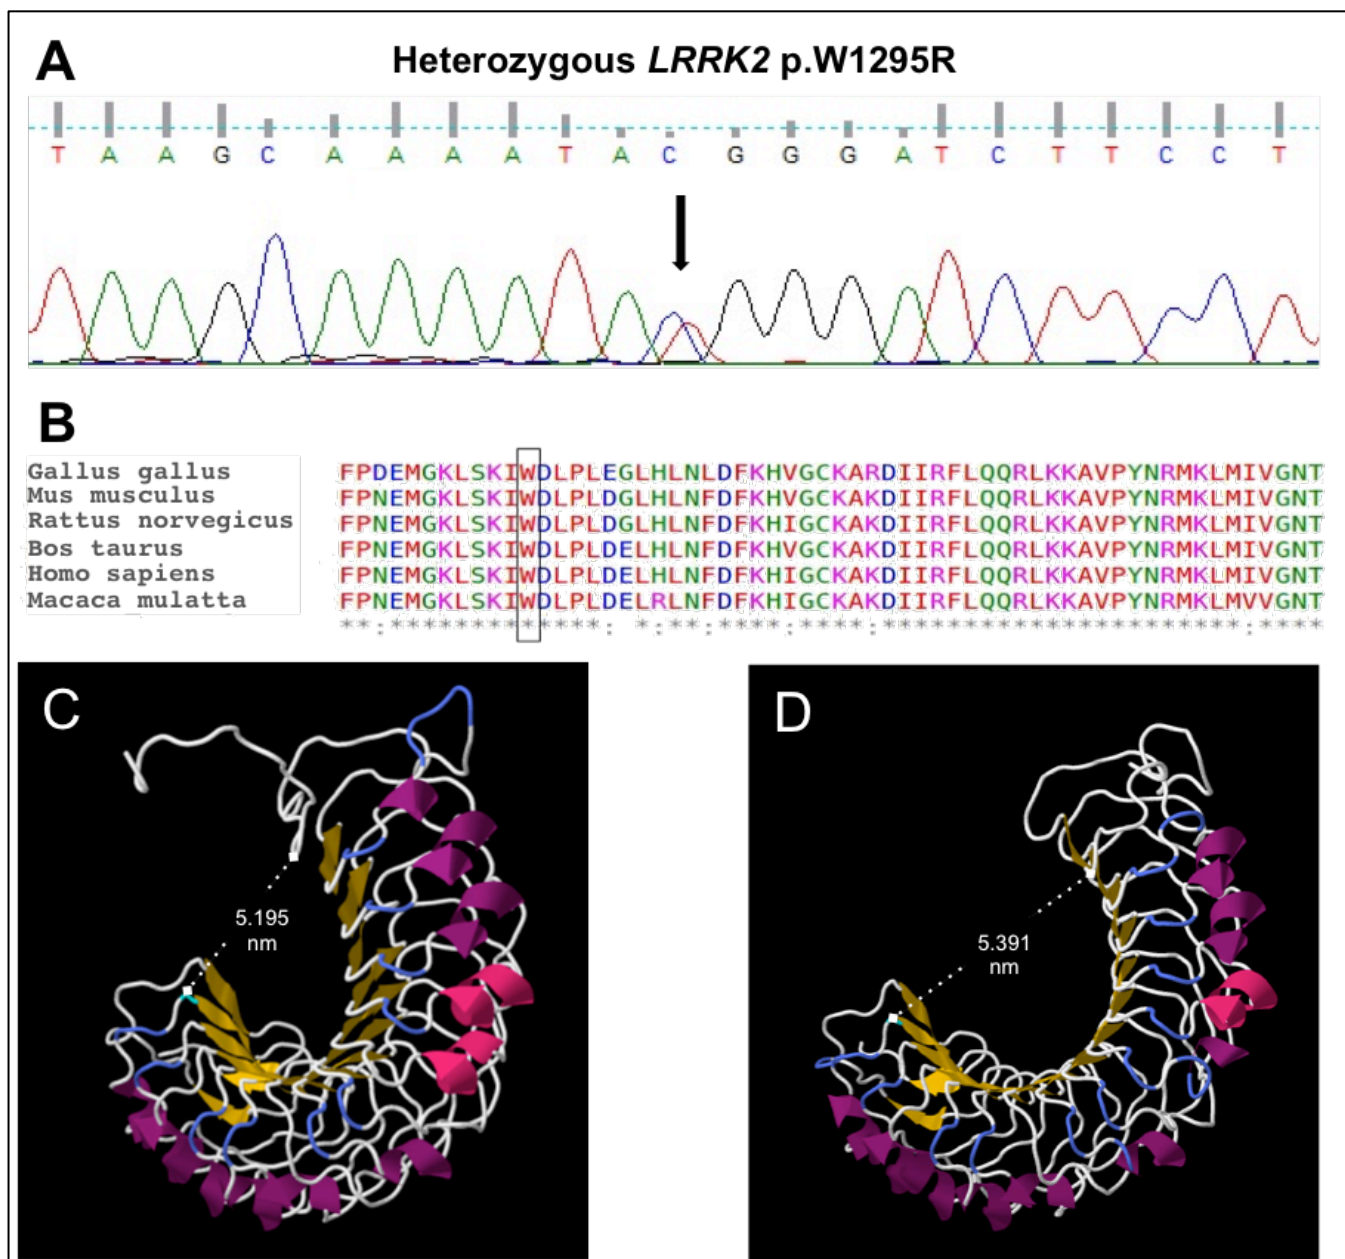 A
Heterozygous LRRK2 p.W1295R
T A A G C A A A A T A C G G G A T C T T C C T
B
Gallus gallus FPDEMGKLSKIWDLPLEGLHLNLDFKHVGCKARDIIRFLQQRLKKAVPYNRMKLMIVGNT
Mus musculus FPNEMGKLSKIWDLPLDGLHLNFDFKHVGCKAKDIIRFLQQRLKKAVPYNRMKLMIVGNT
Rattus norvegicus FPNEMGKLSKIWDLPLDGLHLNFDFKHIGCKAKDIIRFLQQRLKKAVPYNRMKLMIVGNT
Bos taurus FPNEMGKLSKIWDLPLDELHLNFDFKHVGCKAKDIIRFLQQRLKKAVPYNRMKLMIVGNT
Homo sapiens FPNEMGKLSKIWDLPLDELHLNFDFKHIGCKAKDIIRFLQQRLKKAVPYNRMKLMIVGNT
Macaca mulatta FPNEMGKLSKIWDLPLDELRLNFDFKHIGCKAKDIIRFLQQRLKKAVPYNRMKLMVVGNT
**:*************: *:**:****:****:**********************:****
C
5.195
nm
D
5.391
nm